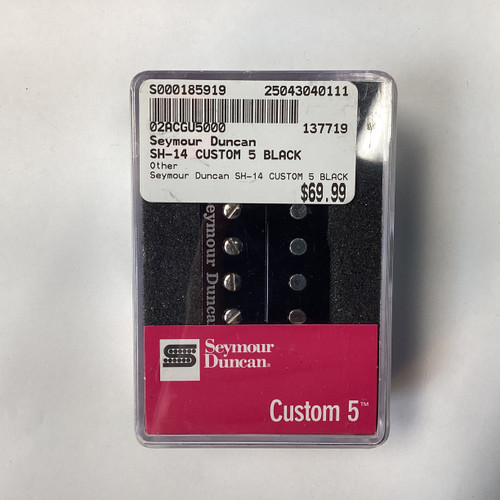 S000185919 25043040111
02ACGU5000 137719
Seymour Duncan
SH-14 CUSTOM 5 BLACK
Other
Seymour Duncan SH-14 CUSTOM 5 BLACK
$69.99
Seymour Duncan
Seymour
Duncan®
Custom 5™